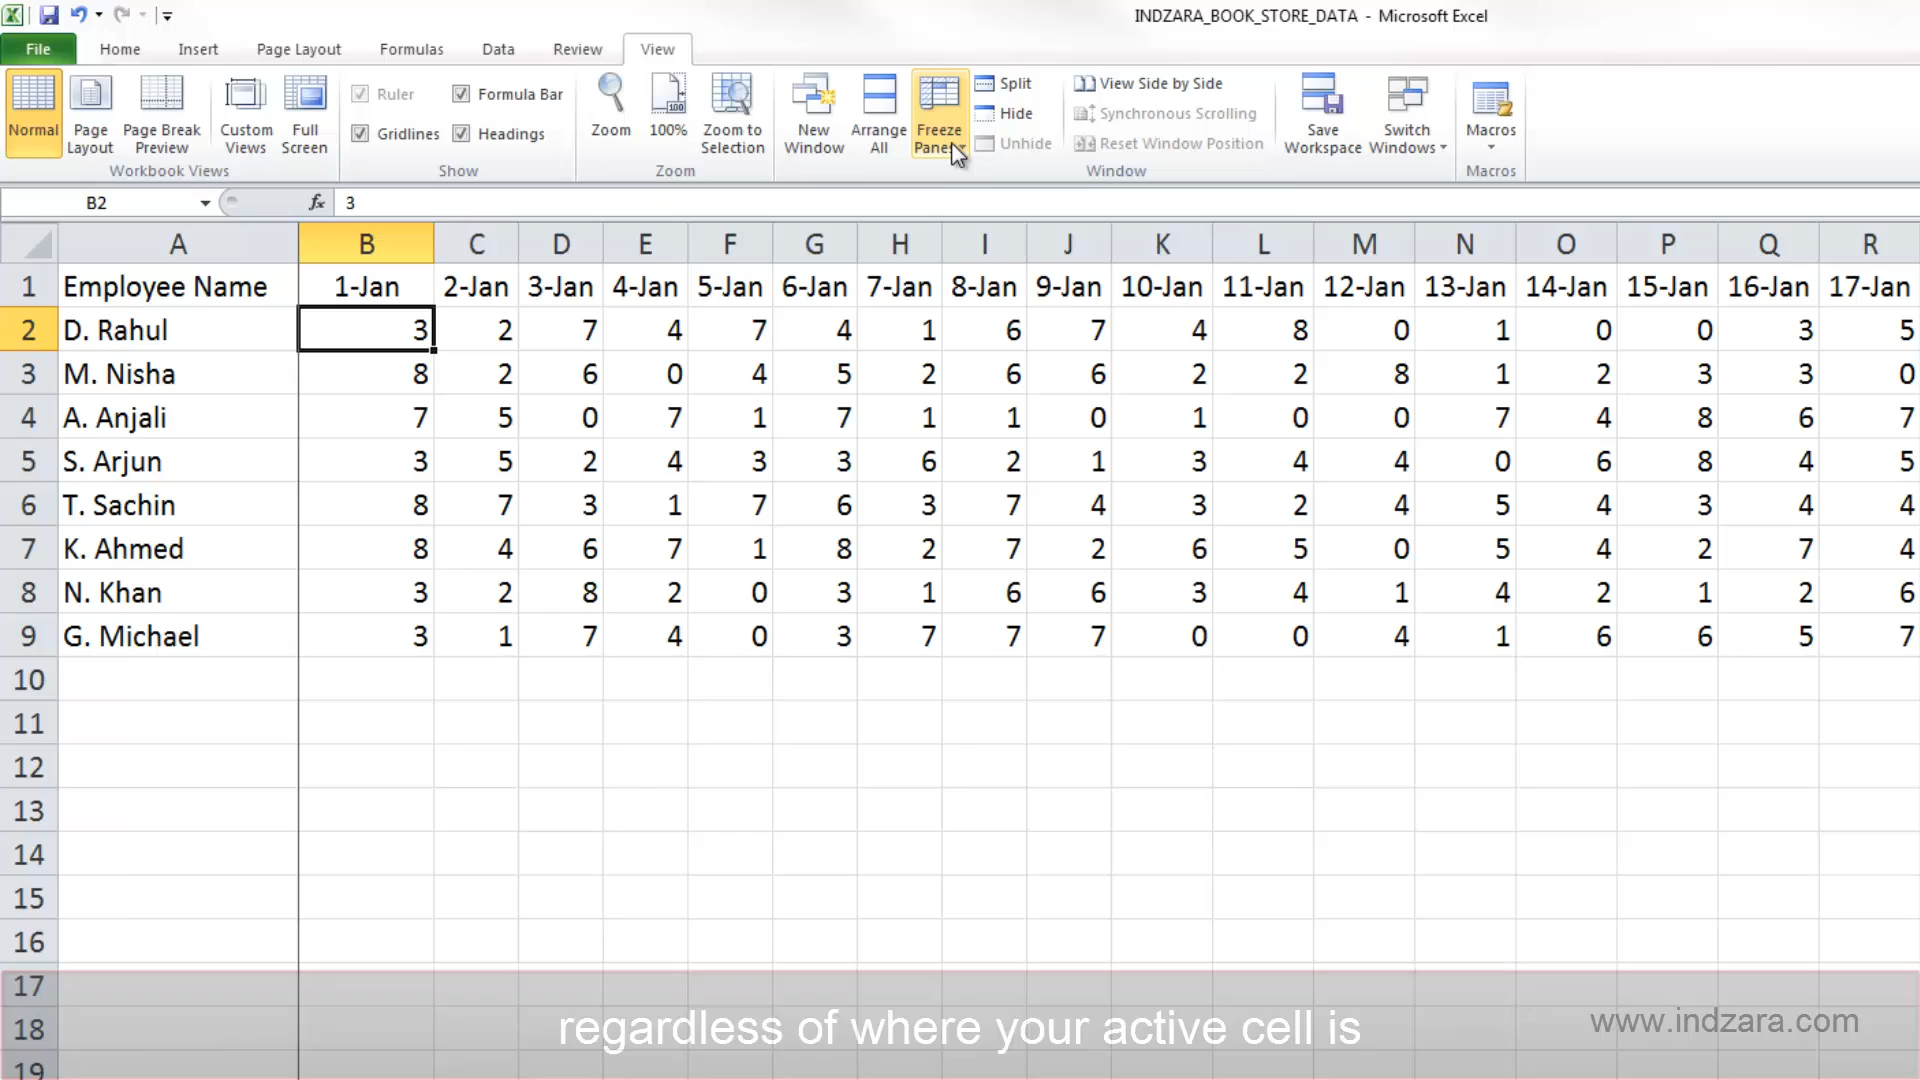 INDZARA_BOOK_STORE_DATA - Microsoft Excel
File Home Insert Page Layout Formulas Data Review View
Normal Page Layout Page Break Preview Custom Views Full Screen
Workbook Views
Ruler Formula Bar
Gridlines Headings
Show
Zoom 100% Zoom to Selection
Zoom
New Window Arrange All Freeze Panes
Split
Hide
Unhide
View Side by Side
Synchronous Scrolling
Reset Window Position
Save Workspace Switch Windows
Window
Macros
Macros
B2 fx 3
A B C D E F G H I J K L M N O P Q R
1 Employee Name 1-Jan 2-Jan 3-Jan 4-Jan 5-Jan 6-Jan 7-Jan 8-Jan 9-Jan 10-Jan 11-Jan 12-Jan 13-Jan 14-Jan 15-Jan 16-Jan 17-Jan
2 D. Rahul 3 2 7 4 7 4 1 6 7 4 8 0 1 0 0 3 5
3 M. Nisha 8 2 6 0 4 5 2 6 6 2 2 8 1 2 3 3 0
4 A. Anjali 7 5 0 7 1 7 1 1 0 1 0 0 7 4 8 6 7
5 S. Arjun 3 5 2 4 3 3 6 2 1 3 4 4 0 6 8 4 5
6 T. Sachin 8 7 3 1 7 6 3 7 4 3 2 4 5 4 3 4 4
7 K. Ahmed 8 4 6 7 1 8 2 7 2 6 5 0 5 4 2 7 4
8 N. Khan 3 2 8 2 0 3 1 6 6 3 4 1 4 2 1 2 6
9 G. Michael 3 1 7 4 0 3 7 7 7 0 0 4 1 6 6 5 7
10
11
12
13
14
15
16
17
18
19
regardless of where your active cell is
www.indzara.com